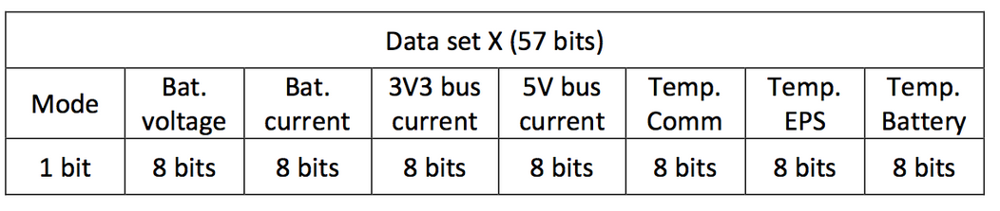 Data set X (57 bits)
Mode
Bat. voltage
Bat. current
3V3 bus current
5V bus current
Temp. Comm
Temp. EPS
Temp. Battery
1 bit
8 bits
8 bits
8 bits
8 bits
8 bits
8 bits
8 bits